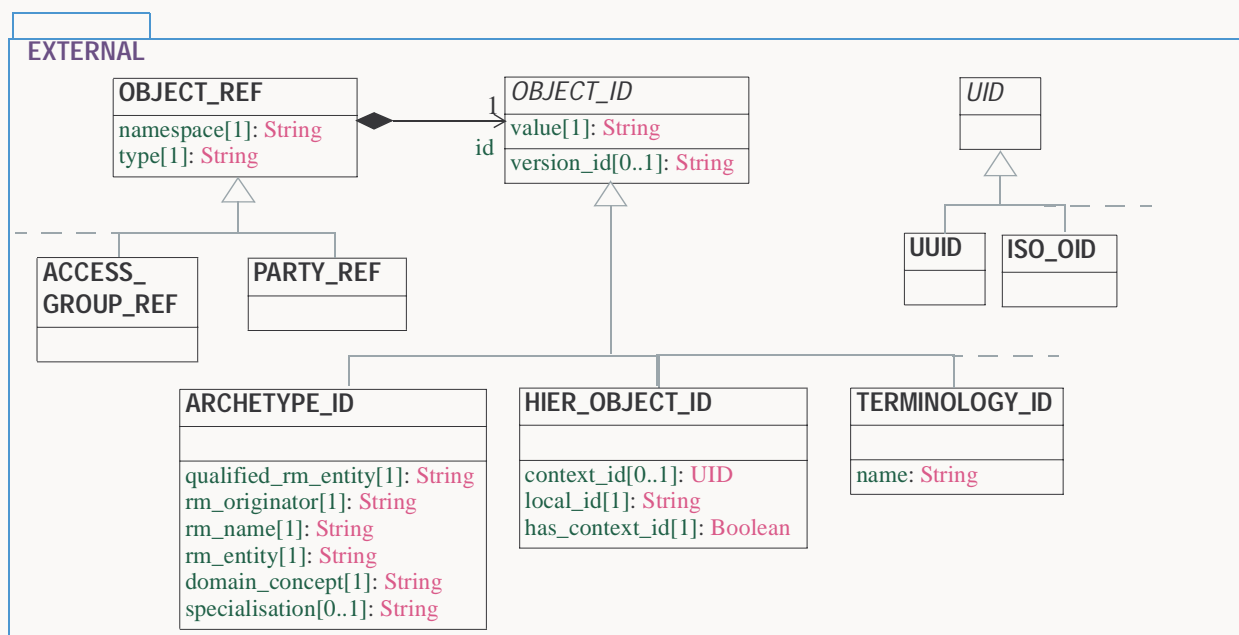 EXTERNAL
OBJECT_REF
namespace[1]: String
type[1]: String
1
id
OBJECT_ID
value[1]: String
version_id[0..1]: String
UID
ACCESS_
GROUP_REF
PARTY_REF
UUID
ISO_OID
ARCHETYPE_ID
qualified_rm_entity[1]: String
rm_originator[1]: String
rm_name[1]: String
rm_entity[1]: String
domain_concept[1]: String
specialisation[0..1]: String
HIER_OBJECT_ID
context_id[0..1]: UID
local_id[1]: String
has_context_id[1]: Boolean
TERMINOLOGY_ID
name: String